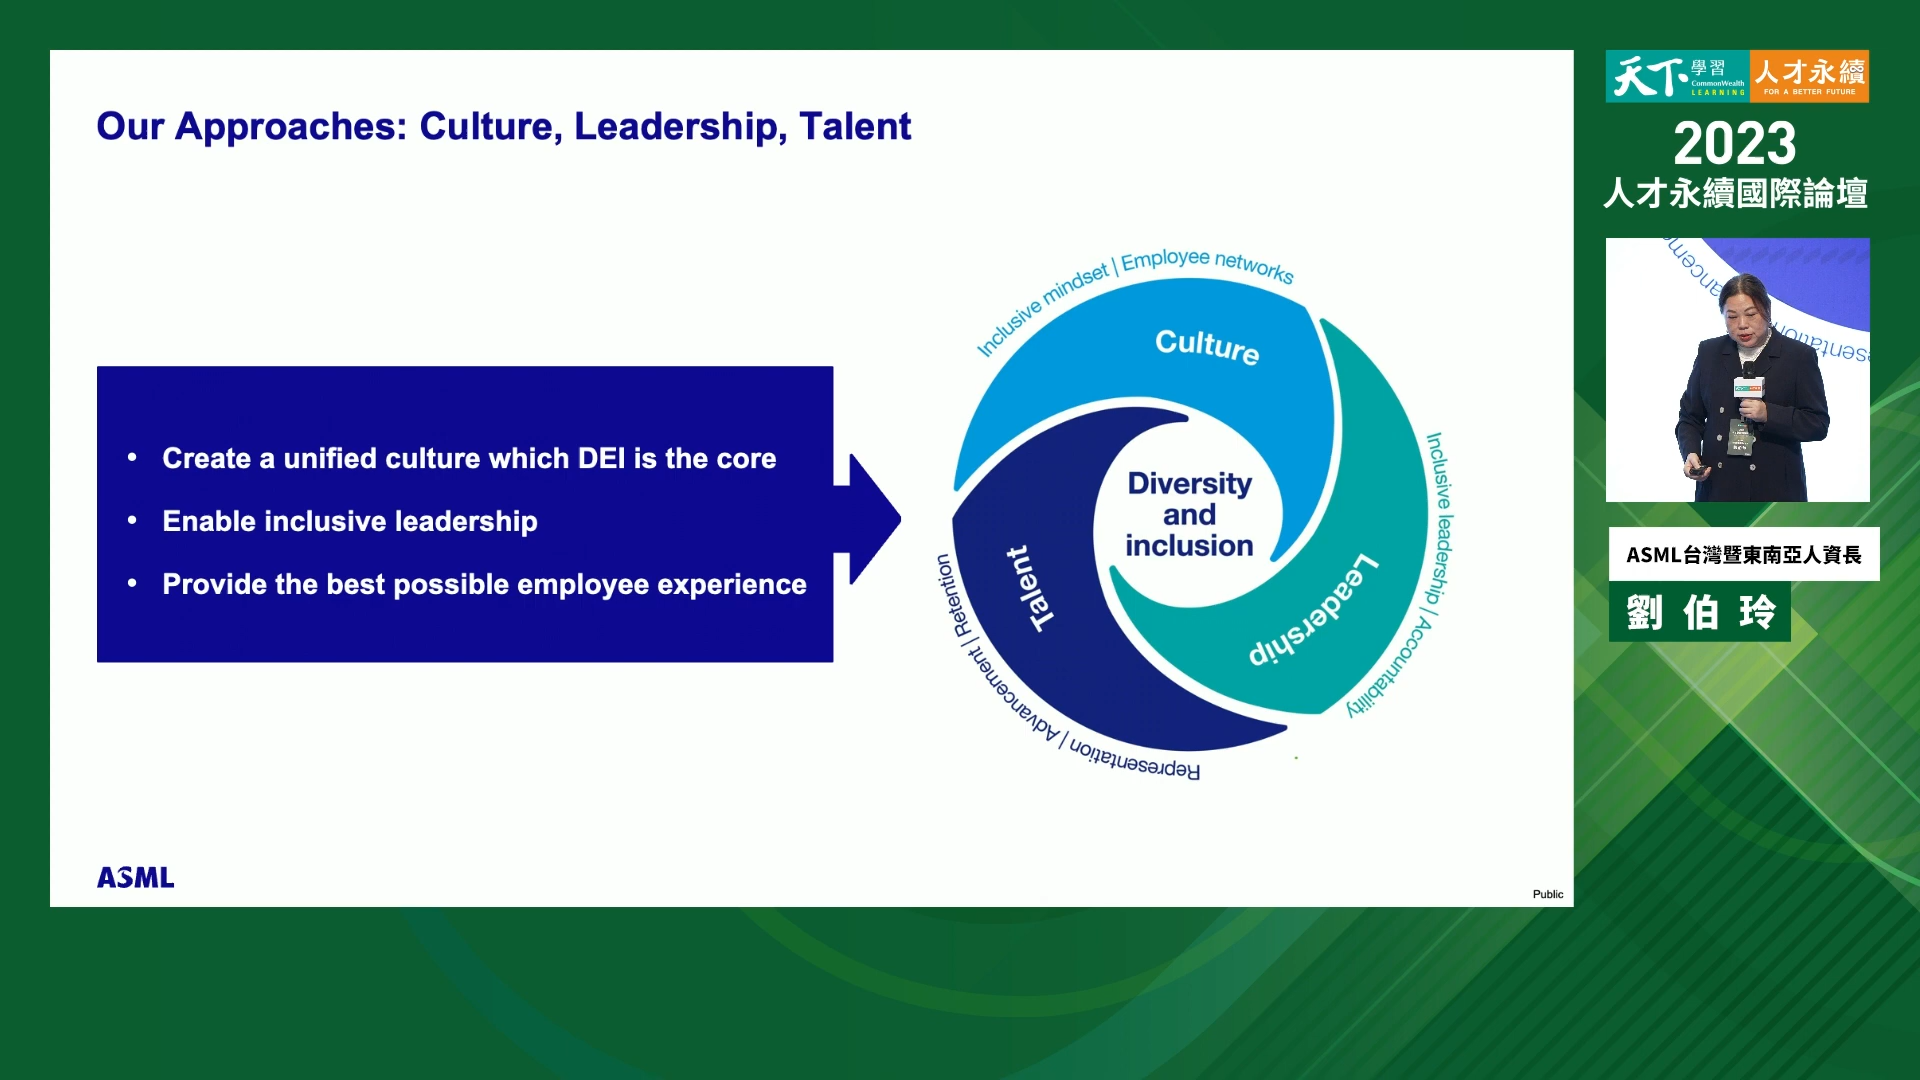 Our Approaches: Culture, Leadership, Talent
• Create a unified culture which DEI is the core
• Enable inclusive leadership
• Provide the best possible employee experience
Inclusive mindset | Employee networks
Culture
Inclusive leadership | Accountability
Leadership
Representation | Advancement | Retention
Talent
Diversity
and
inclusion
ASML
Public
天下學習
CommonWealth
LEARNING
人才永續
FOR A BETTER FUTURE
2023
人才永續國際論壇
ASML台灣暨東南亞人資長
劉伯玲